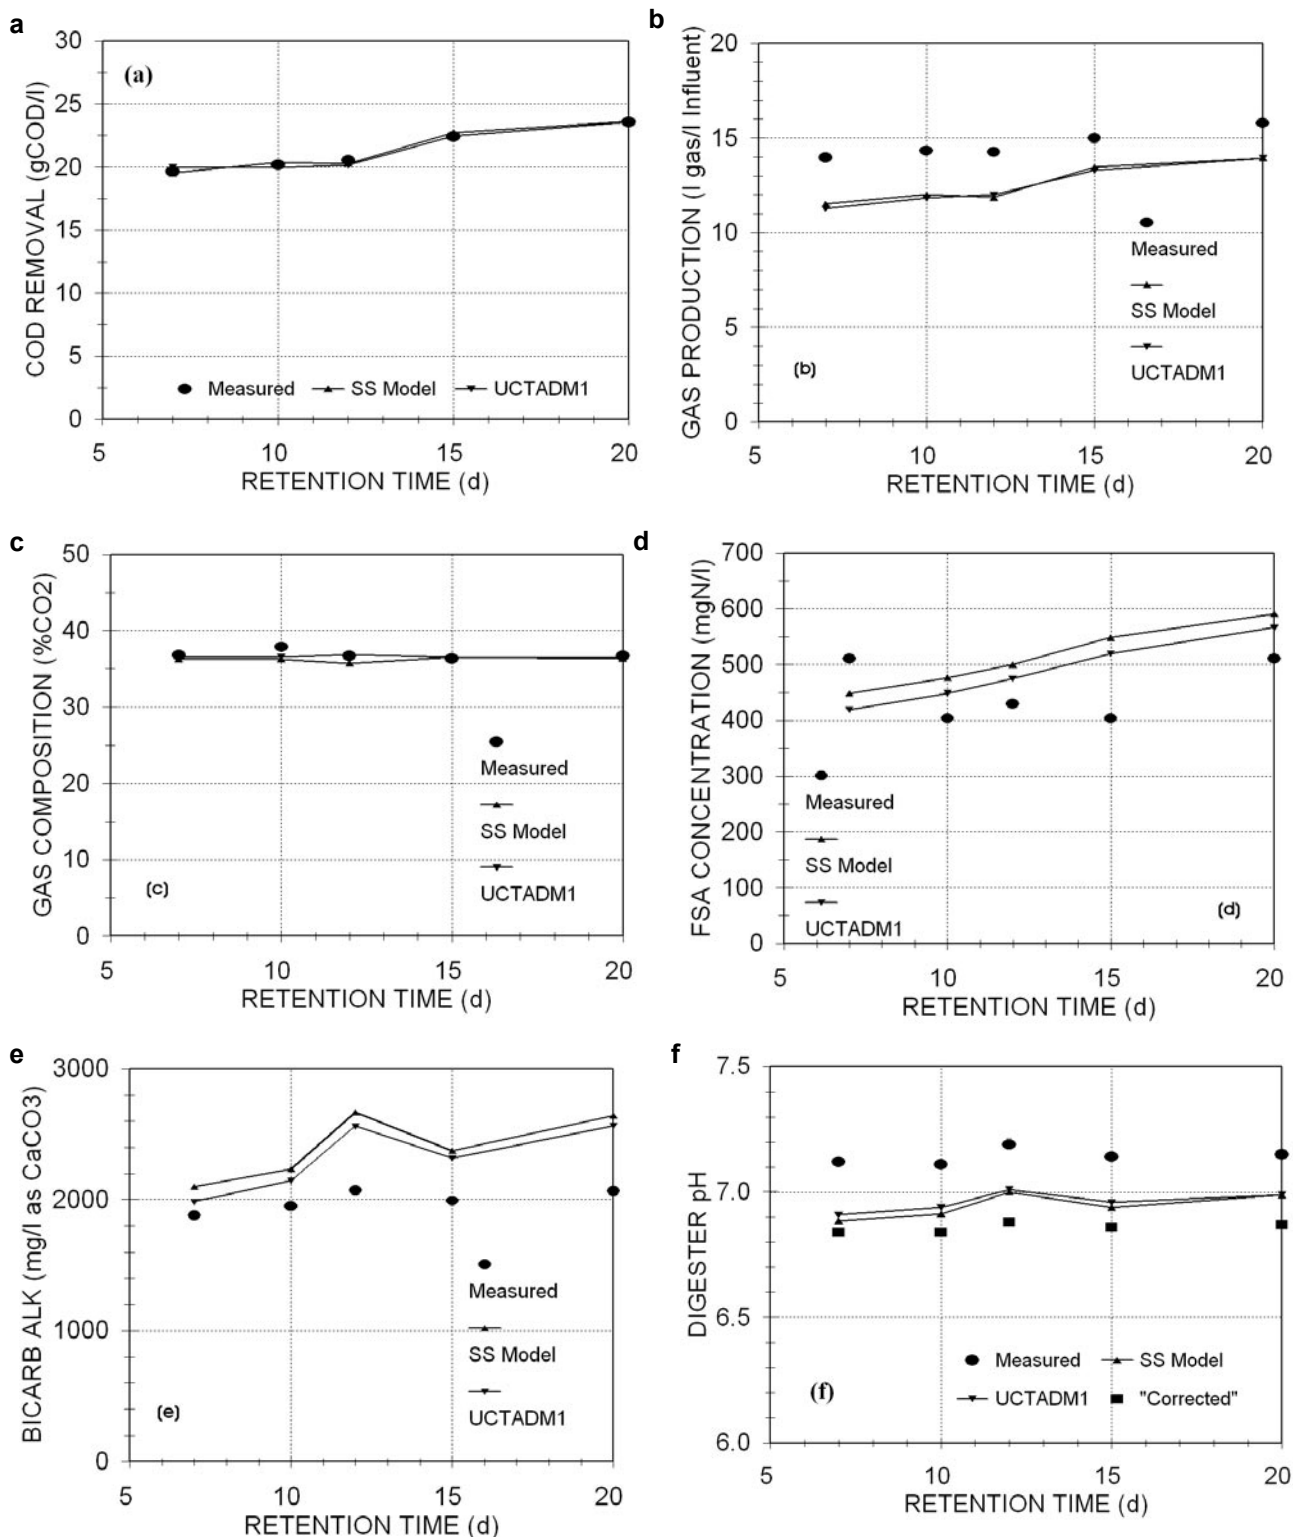 a
30
25
20
15
10
5
0
COD REMOVAL (gCOD/l)
(a)
Measured SS Model UCTADM1
5 10 15 20
RETENTION TIME (d)
b
20
15
10
5
0
GAS PRODUCTION (l gas/l Influent)
Measured
SS Model
UCTADM1
(b)
5 10 15 20
RETENTION TIME (d)
c
50
40
30
20
10
0
GAS COMPOSITION (%CO2)
Measured
SS Model
UCTADM1
(c)
5 10 15 20
RETENTION TIME (d)
d
700
600
500
400
300
200
100
0
FSA CONCENTRATION (mgN/l)
Measured
SS Model
UCTADM1
(d)
5 10 15 20
RETENTION TIME (d)
e
3000
2000
1000
0
BICARB ALK (mg/l as CaCO3)
Measured
SS Model
UCTADM1
(e)
5 10 15 20
RETENTION TIME (d)
f
7.5
7.0
6.5
6.0
DIGESTER pH
Measured SS Model
UCTADM1 "Corrected"
(f)
5 10 15 20
RETENTION TIME (d)